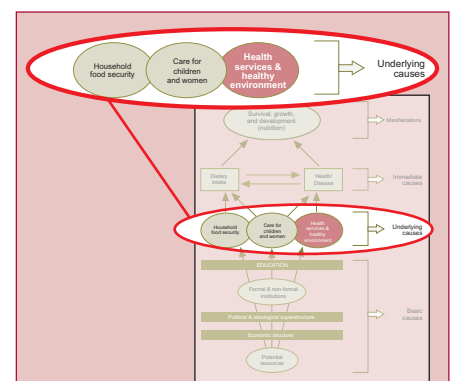 Household
food security
Care for
children
and women
Health
services &
healthy
environment
Underlying
causes
Survival, growth,
and development
(nutrition)
Manifestations
Dietary
intake
Health/
Disease
Immediate
causes
Household
food security
Care for
children
and women
Health
services &
healthy
environment
Underlying
causes
EDUCATION
Formal & non-formal
institutions
Political & ideological superstructure
Economic structure
Basic
causes
Potential
resources